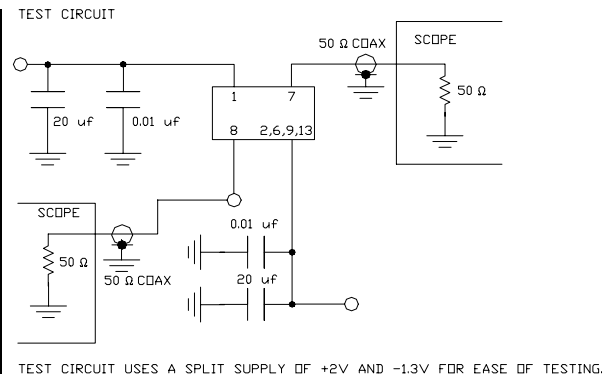 TEST CIRCUIT
50 Ω COAX
SCOPE
1 7
50 Ω
20 uf 0.01 uf
8 2,6,9,13
SCOPE
0.01 uf
50 Ω
50 Ω COAX
20 uf
TEST CIRCUIT USES A SPLIT SUPPLY OF +2V AND -1.3V FOR EASE OF TESTING.